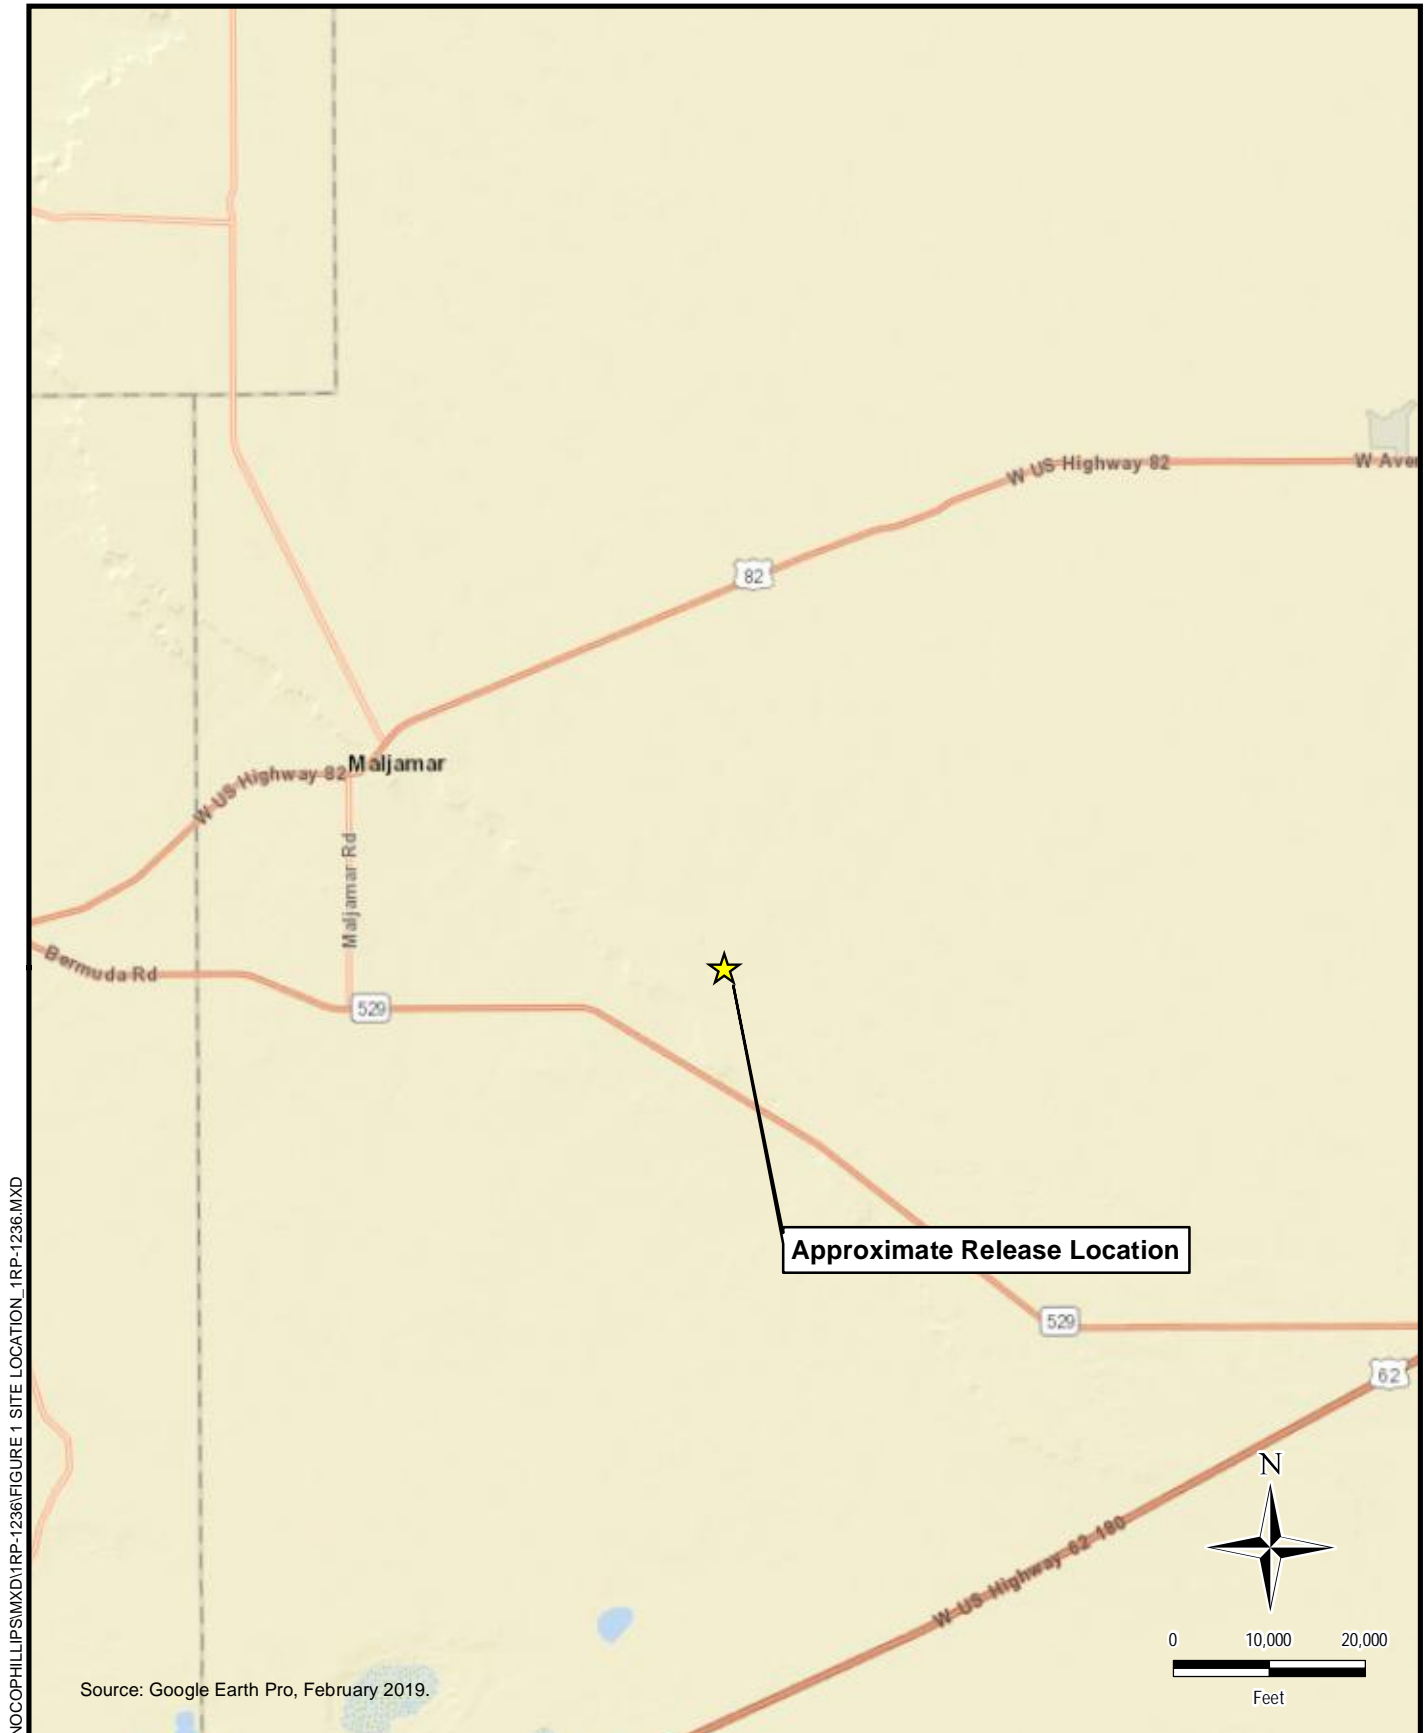 W US Highway 82
W Aver
82
Maljamar
W US Highway 82
Maljamar Rd
Bermuda Rd
529
Approximate Release Location
529
62
N
W US Highway 62-180
0 10,000 20,000
Feet
Source: Google Earth Pro, February 2019.
NOCOPHILLIPS\MXD\1RP-1236\FIGURE 1 SITE LOCATION_1RP-1236.MXD